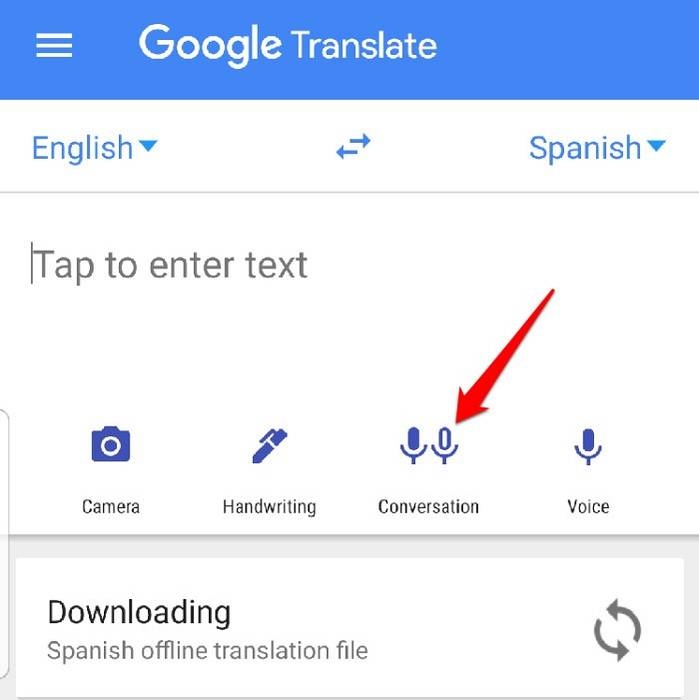 Google Translate
English Spanish
Tap to enter text
Camera Handwriting Conversation Voice
Downloading
Spanish offline translation file